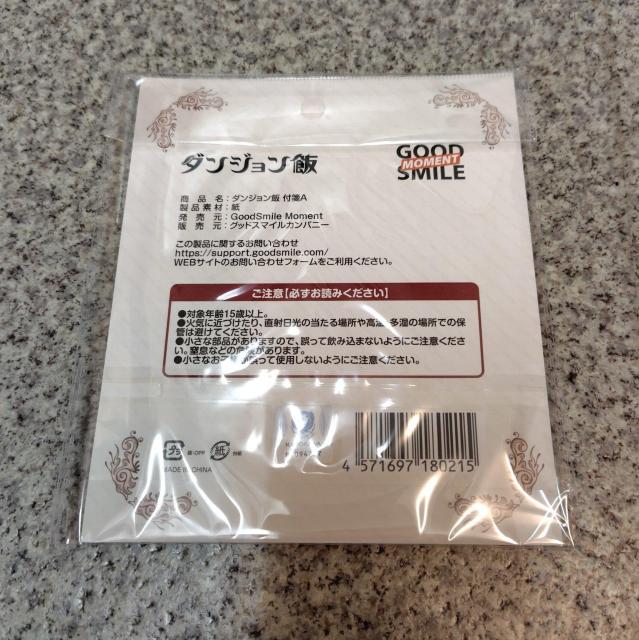 ダンジョン飯
GOOD
MOMENT
SMILE
商品名：ダンジョン飯 付箋A
製品素材：紙
発売元：GoodSmile Moment
販売元：グッドスマイルカンパニー
この製品に関するお問い合わせ
https://support.goodsmile.com/
WEBサイトのお問い合わせフォームをご利用ください。
ご注意【必ずお読みください】
●対象年齢15歳以上。
●火気に近づけたり、直射日光の当たる場所や高温・多湿の場所での保
管は避けてください。
●小さな部品がありますので、誤って飲み込まないようにご注意くださ
い。窒息などの危険があります。
●小さなお子様が誤って使用しないようにご注意ください。
プラ
袋:OPP
紙
台紙
MADE IN CHINA
4 571697 180215